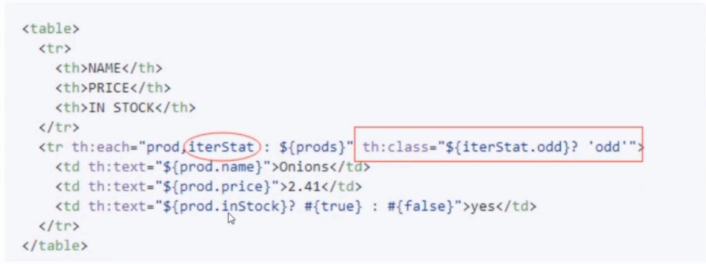 <table>
<tr>
<th>NAME</th>
<th>PRICE</th>
<th>IN STOCK</th>
</tr>
<tr th:each="prod,iterStat : ${prods}" th:class="${iterStat.odd}? 'odd'">
<td th:text="${prod.name}">Onions</td>
<td th:text="${prod.price}">2.41</td>
<td th:text="${prod.inStock}? #{true} : #{false}">yes</td>
</tr>
</table>